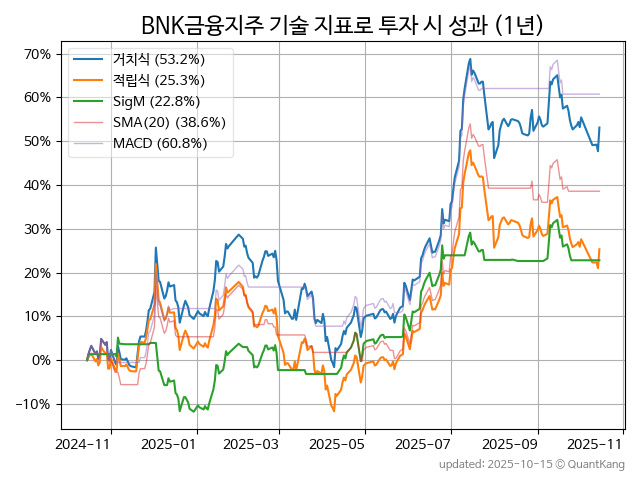 BNK금융지주 기술 지표로 투자 시 성과 (1년)
70%
60%
50%
40%
30%
20%
10%
0%
−10%
거치식 (53.2%)
적립식 (25.3%)
SigM (22.8%)
SMA(20) (38.6%)
MACD (60.8%)
2024-11
2025-01
2025-03
2025-05
2025-07
2025-09
2025-11
updated: 2025-10-15 © QuantKang